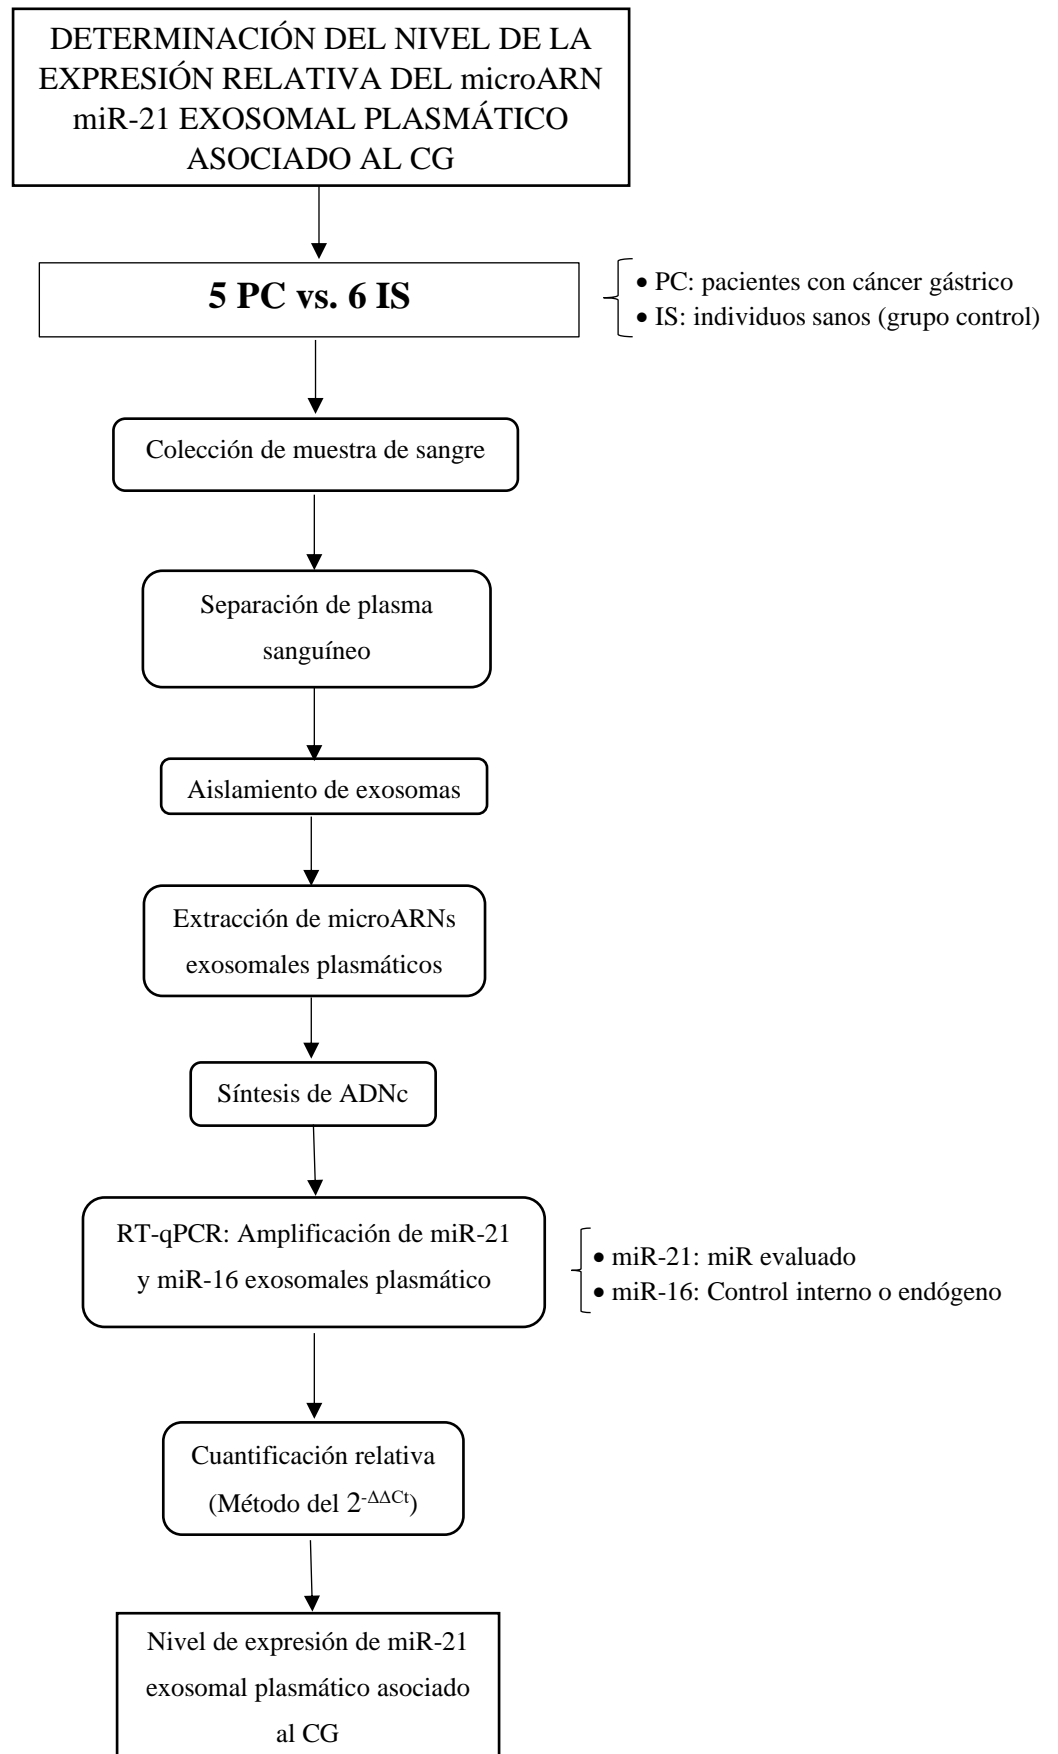 DETERMINACIÓN DEL NIVEL DE LA
EXPRESIÓN RELATIVA DEL microARN
miR-21 EXOSOMAL PLASMÁTICO
ASOCIADO AL CG
5 PC vs. 6 IS
• PC: pacientes con cáncer gástrico
• IS: individuos sanos (grupo control)
Colección de muestra de sangre
Separación de plasma
sanguíneo
Aislamiento de exosomas
Extracción de microARNs
exosomales plasmáticos
Síntesis de ADNc
RT-qPCR: Amplificación de miR-21
y miR-16 exosomales plasmático
• miR-21: miR evaluado
• miR-16: Control interno o endógeno
Cuantificación relativa
(Método del 2^-ΔΔCt)
Nivel de expresión de miR-21
exosomal plasmático asociado
al CG